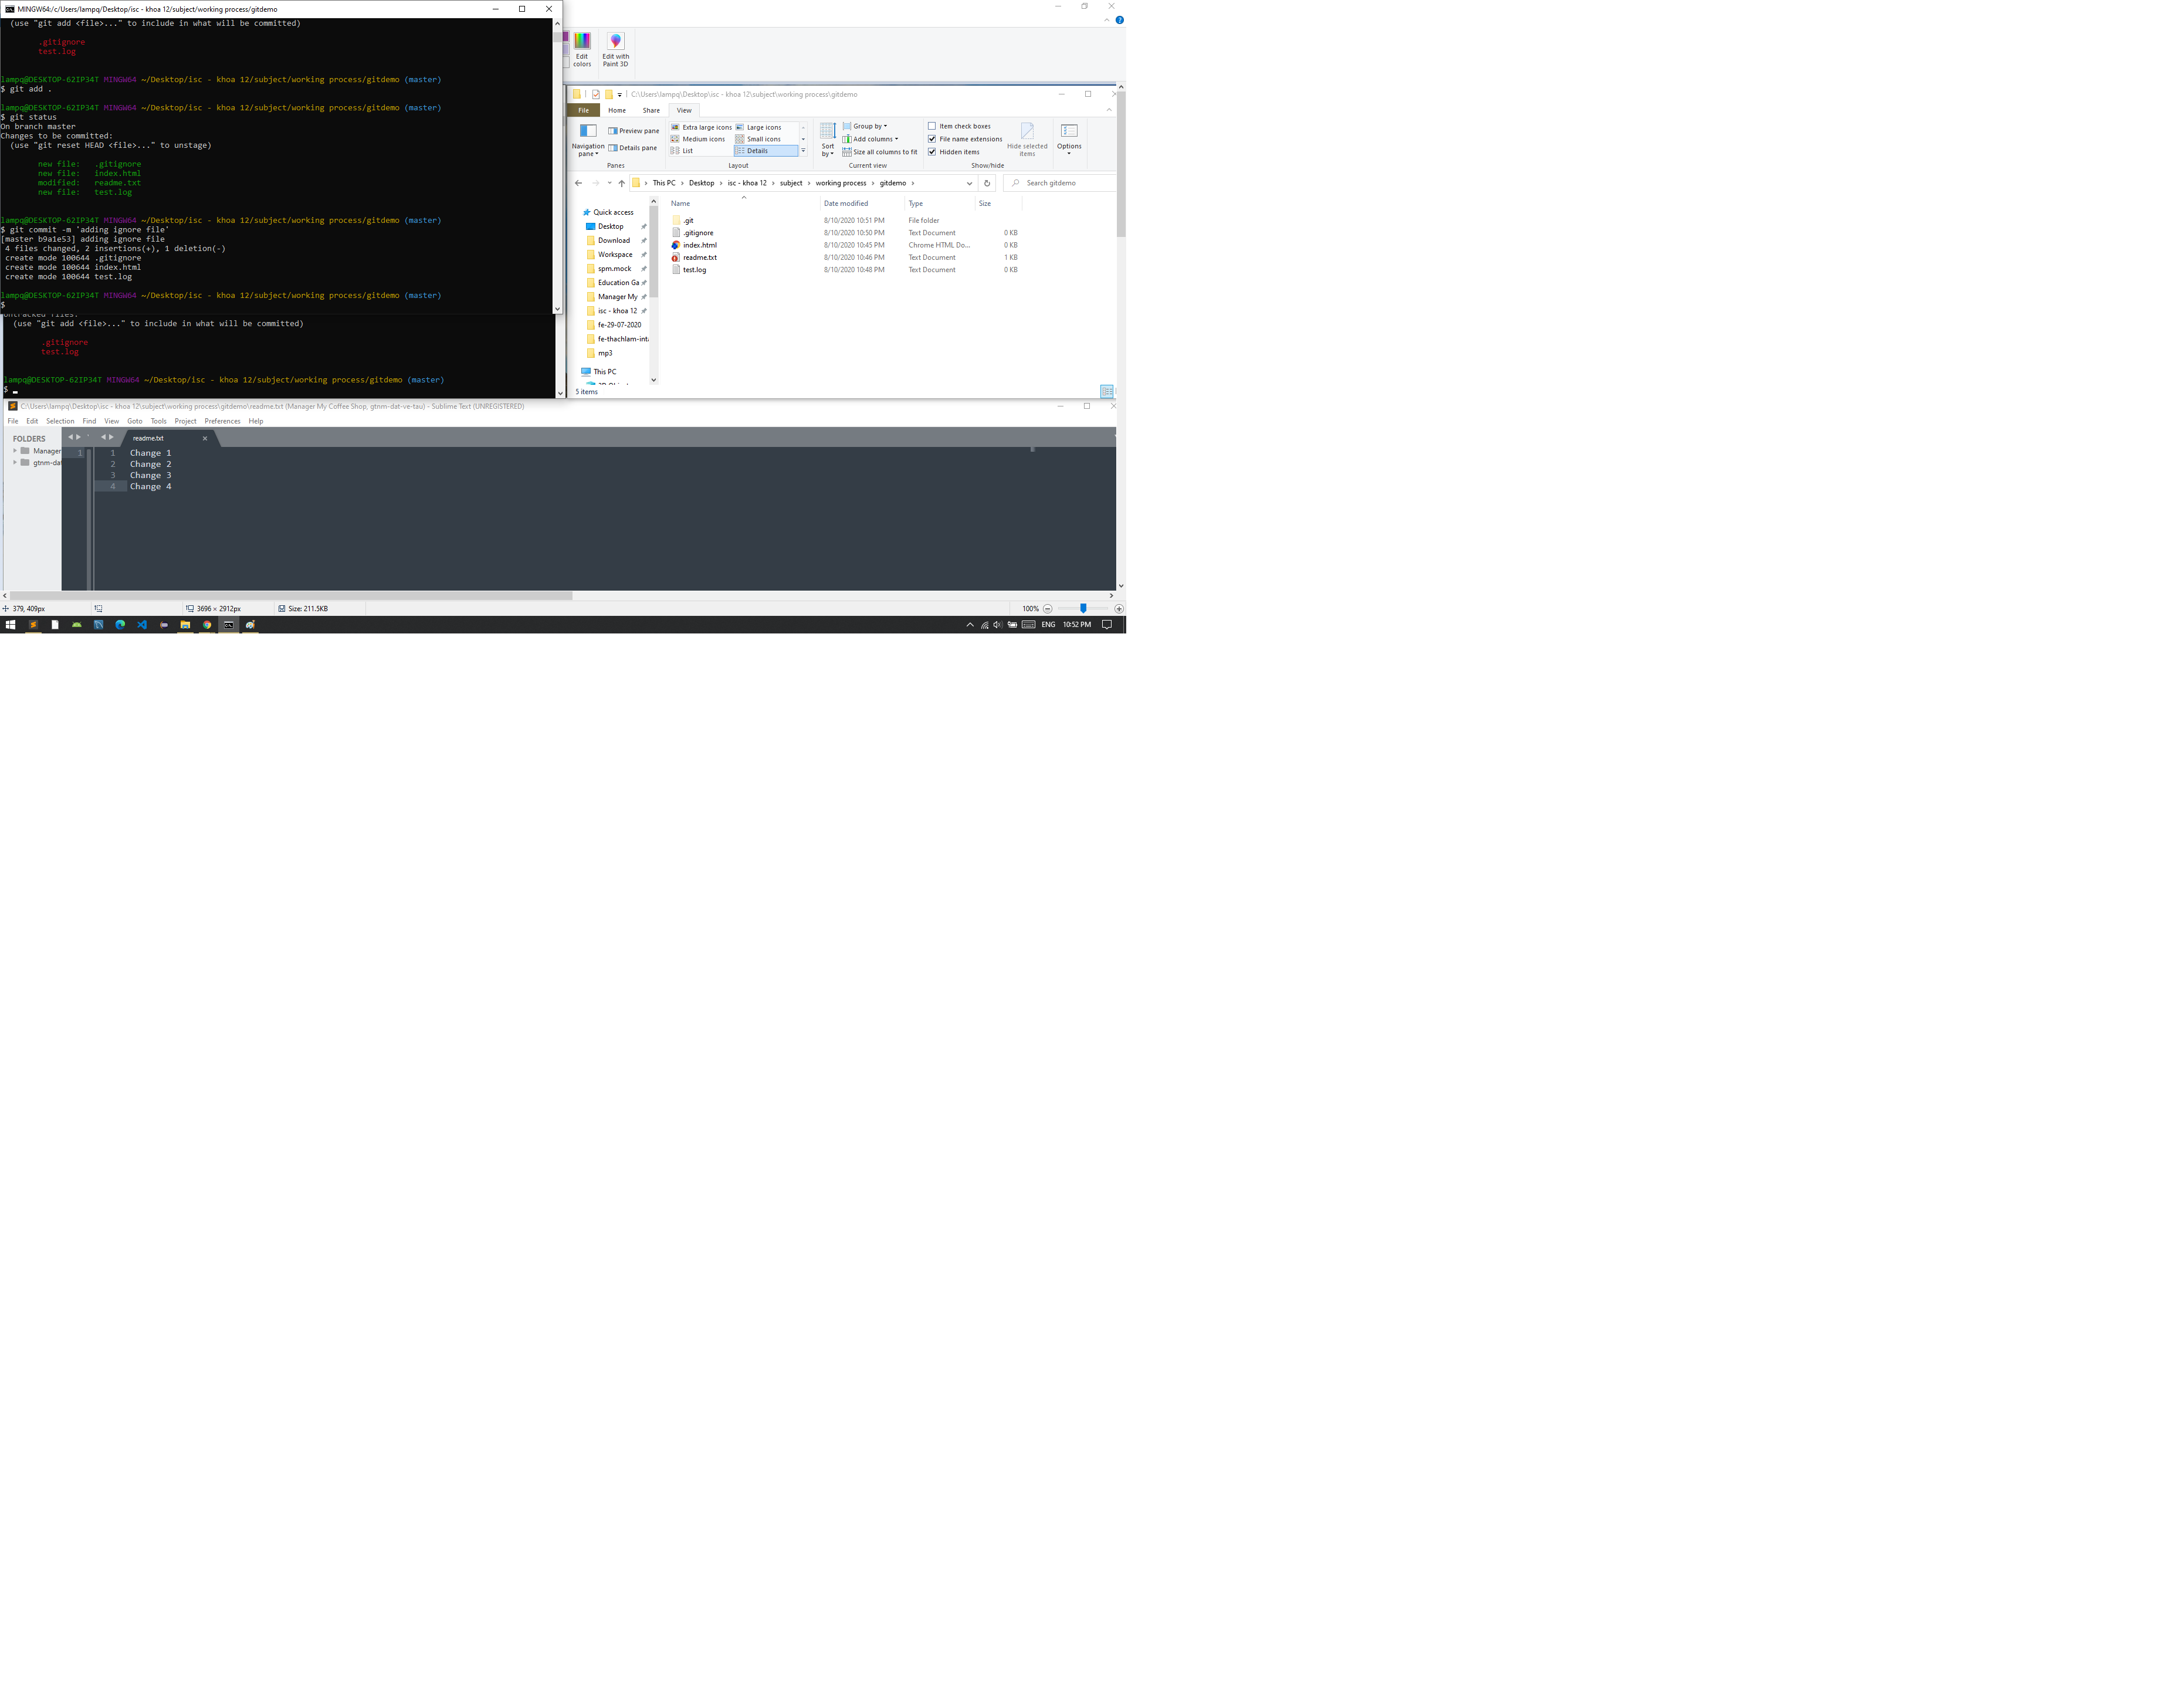 MINGW64:/c/Users/lampq/Desktop/isc - khoa 12/subject/working process/gitdemo
(use "git add <file>..." to include in what will be committed)
.gitignore
test.log
lampq@DESKTOP-62IP34T MINGW64 ~/Desktop/isc - khoa 12/subject/working process/gitdemo (master)
$ git add .
lampq@DESKTOP-62IP34T MINGW64 ~/Desktop/isc - khoa 12/subject/working process/gitdemo (master)
$ git status
On branch master
Changes to be committed:
(use "git reset HEAD <file>..." to unstage)
new file:   .gitignore
new file:   index.html
modified:   readme.txt
new file:   test.log
lampq@DESKTOP-62IP34T MINGW64 ~/Desktop/isc - khoa 12/subject/working process/gitdemo (master)
$ git commit -m 'adding ignore file'
[master b9a1e53] adding ignore file
4 files changed, 2 insertions(+), 1 deletion(-)
create mode 100644 .gitignore
create mode 100644 index.html
create mode 100644 test.log
lampq@DESKTOP-62IP34T MINGW64 ~/Desktop/isc - khoa 12/subject/working process/gitdemo (master)
$
Untracked files:
(use "git add <file>..." to include in what will be committed)
.gitignore
test.log
lampq@DESKTOP-62IP34T MINGW64 ~/Desktop/isc - khoa 12/subject/working process/gitdemo (master)
$
Edit colors
Edit with Paint 3D
C:\Users\lampq\Desktop\isc - khoa 12\subject\working process\gitdemo
File Home Share View
Navigation pane
Preview pane
Details pane
Panes
Extra large icons Large icons
Medium icons Small icons
List Details
Layout
Sort by
Group by
Add columns
Size all columns to fit
Current view
Item check boxes
File name extensions
Hidden items
Hide selected items
Show/hide
Options
This PC > Desktop > isc - khoa 12 > subject > working process > gitdemo >
Search gitdemo
Quick access
Desktop
Download
Workspace
spm.mock
Education Ga
Manager My
isc - khoa 12
fe-29-07-2020
fe-thachlam-int
mp3
This PC
Name Date modified Type Size
.git 8/10/2020 10:51 PM File folder
.gitignore 8/10/2020 10:50 PM Text Document 0 KB
index.html 8/10/2020 10:45 PM Chrome HTML Do... 0 KB
readme.txt 8/10/2020 10:46 PM Text Document 1 KB
test.log 8/10/2020 10:48 PM Text Document 0 KB
5 items
C:\Users\lampq\Desktop\isc - khoa 12\subject\working process\gitdemo\readme.txt (Manager My Coffee Shop, gtnm-dat-ve-tau) - Sublime Text (UNREGISTERED)
File Edit Selection Find View Goto Tools Project Preferences Help
FOLDERS
Manager
gtnm-dat
readme.txt
1
1 Change 1
2 Change 2
3 Change 3
4 Change 4
379, 409px
3696 × 2912px
Size: 211.5KB
100%
ENG
10:52 PM